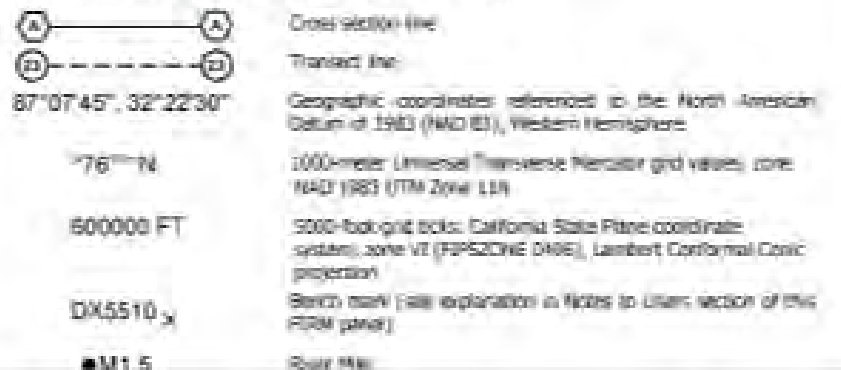 A A Cross section line
23 23 Transect line
87°07'45", 32°22'30" Geographic coordinates referenced to the North American
Datum of 1983 (NAD 83), Western Hemisphere
76 N 1000-meter Universal Transverse Mercator grid values, zone
NAD 1983 UTM Zone 11N
600000 FT 5000-foot grid ticks: California State Plane coordinate
system, zone VI (FIPSZONE 0406), Lambert Conformal Conic
projection
DX5510 x Bench mark (see explanation in Notes to Users section of this
FIRM panel)
●M1.5 River Mile